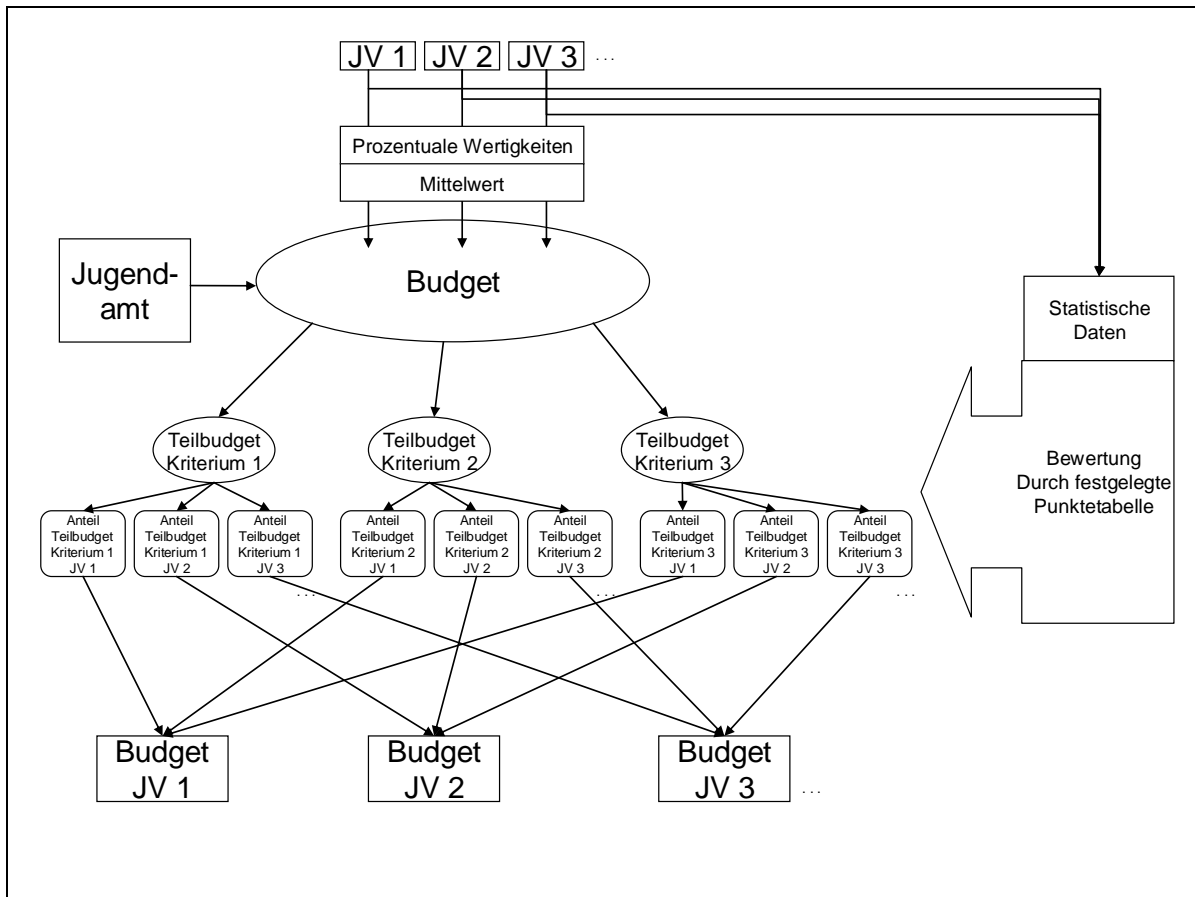 JV 1 JV 2 JV 3 ...
Prozentuale Wertigkeiten
Mittelwert
Jugend-
amt
Budget
Statistische
Daten
Teilbudget
Kriterium 1
Teilbudget
Kriterium 2
Teilbudget
Kriterium 3
Bewertung
Durch festgelegte
Punktetabelle
Anteil
Teilbudget
Kriterium 1
JV 1
Anteil
Teilbudget
Kriterium 1
JV 2
Anteil
Teilbudget
Kriterium 1
JV 3
...
Anteil
Teilbudget
Kriterium 2
JV 1
Anteil
Teilbudget
Kriterium 2
JV 2
Anteil
Teilbudget
Kriterium 2
JV 3
...
Anteil
Teilbudget
Kriterium 3
JV 1
Anteil
Teilbudget
Kriterium 3
JV 2
Anteil
Teilbudget
Kriterium 3
JV 3
...
Budget
JV 1
Budget
JV 2
Budget
JV 3
...